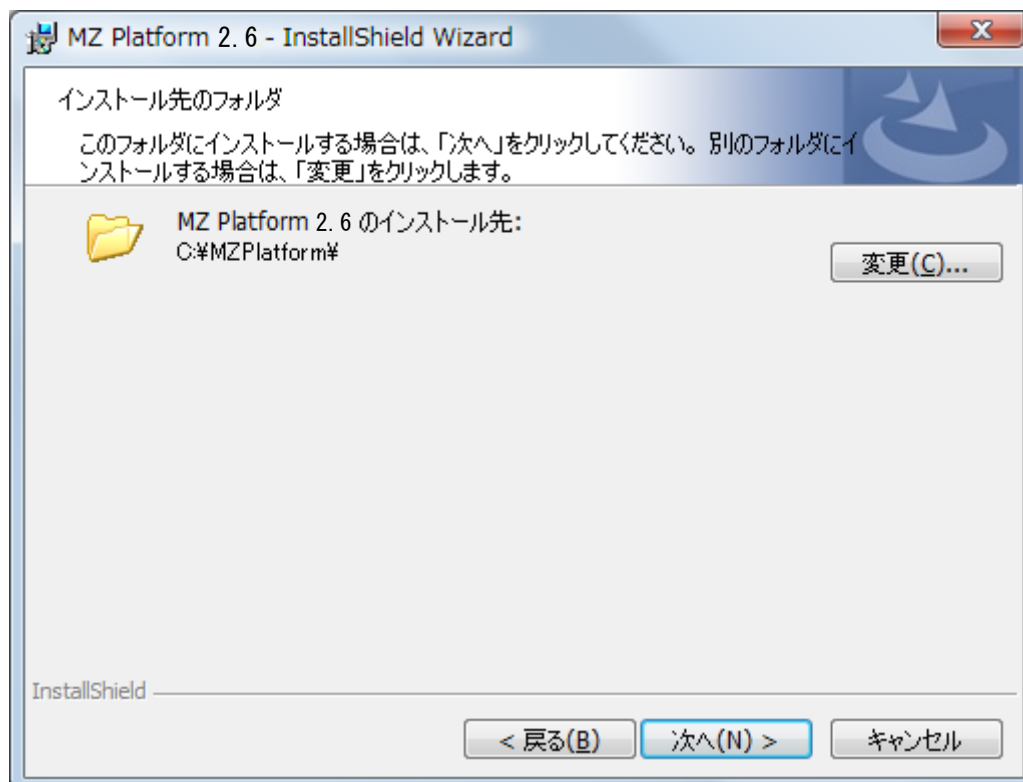 MZ Platform 2.6 - InstallShield Wizard
インストール先のフォルダ
このフォルダにインストールする場合は、「次へ」をクリックしてください。別のフォルダにイ
ンストールする場合は、「変更」をクリックします。
MZ Platform 2.6 のインストール先:
C:¥MZPlatform¥
変更(C)...
InstallShield
< 戻る(B)
次へ(N) >
キャンセル